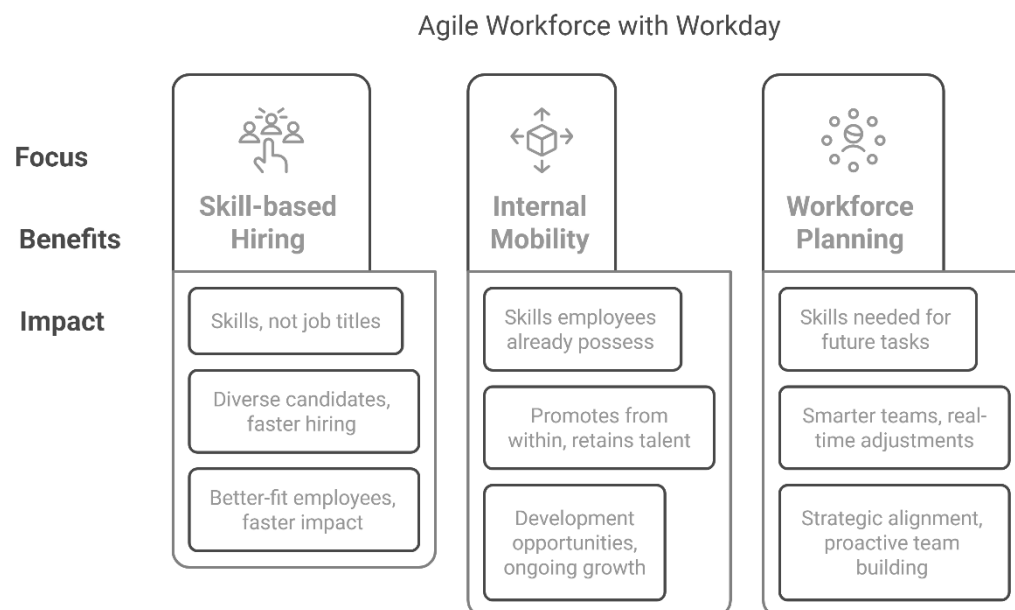 Agile Workforce with Workday
Focus
Benefits
Impact
Skill-based
Hiring
Skills, not job titles
Diverse candidates,
faster hiring
Better-fit employees,
faster impact
Internal
Mobility
Skills employees
already possess
Promotes from
within, retains talent
Development
opportunities,
ongoing growth
Workforce
Planning
Skills needed for
future tasks
Smarter teams, real-
time adjustments
Strategic alignment,
proactive team
building